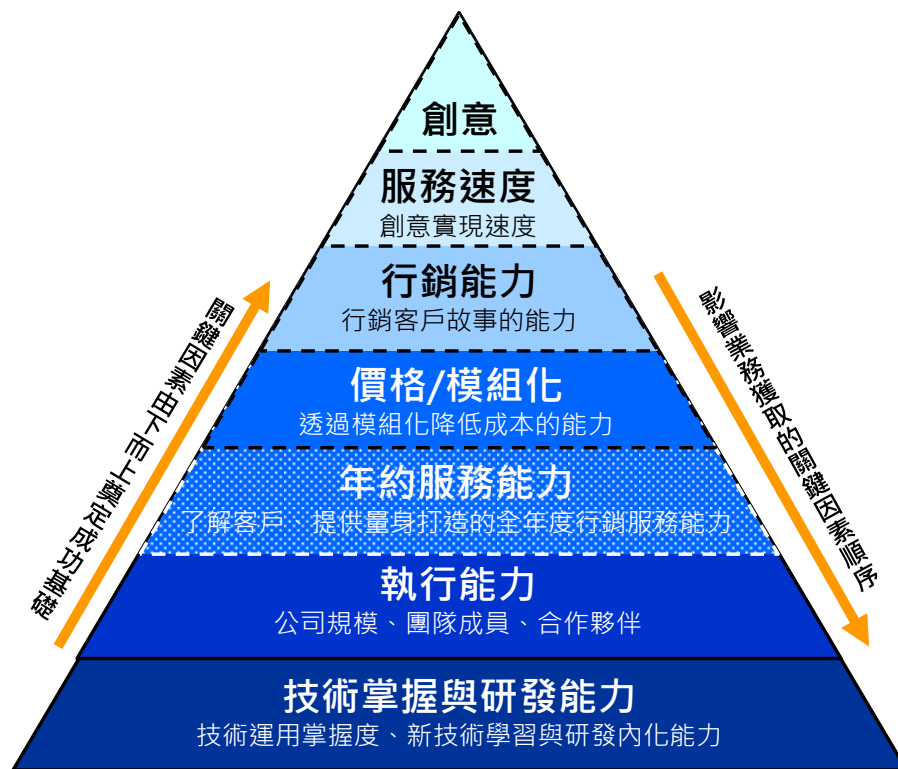 創意
服務速度
創意實現速度
行銷能力
行銷客戶故事的能力
價格/模組化
透過模組化降低成本的能力
年約服務能力
了解客戶、提供量身打造的全年度行銷服務能力
執行能力
公司規模、團隊成員、合作夥伴
技術掌握與研發能力
技術運用掌握度、新技術學習與研發內化能力
關鍵因素由下而上奠定成功基礎
影響業務獲取的關鍵因素順序